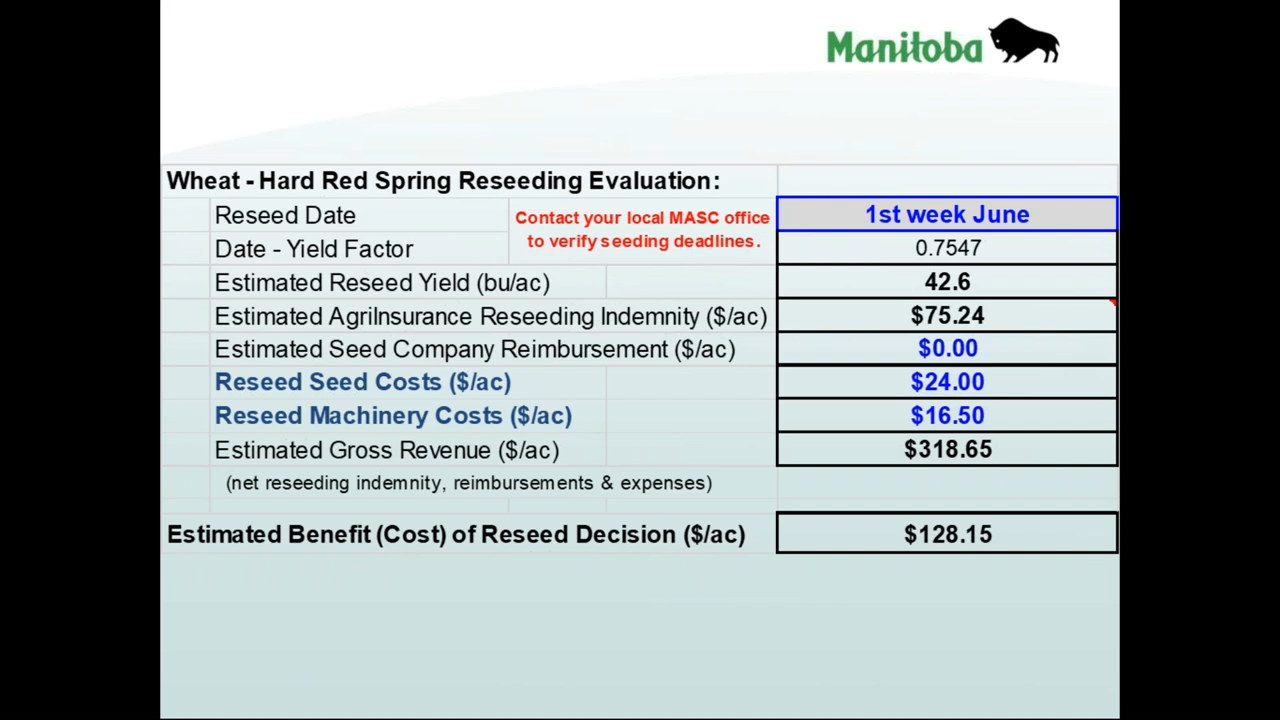 Manitoba
Wheat - Hard Red Spring Reseeding Evaluation:
Reseed Date
Contact your local MASC office
to verify seeding deadlines.
1st week June
Date - Yield Factor
0.7547
Estimated Reseed Yield (bu/ac)
42.6
Estimated AgriInsurance Reseeding Indemnity ($/ac)
$75.24
Estimated Seed Company Reimbursement ($/ac)
$0.00
Reseed Seed Costs ($/ac)
$24.00
Reseed Machinery Costs ($/ac)
$16.50
Estimated Gross Revenue ($/ac)
$318.65
(net reseeding indemnity, reimbursements & expenses)
Estimated Benefit (Cost) of Reseed Decision ($/ac)
$128.15